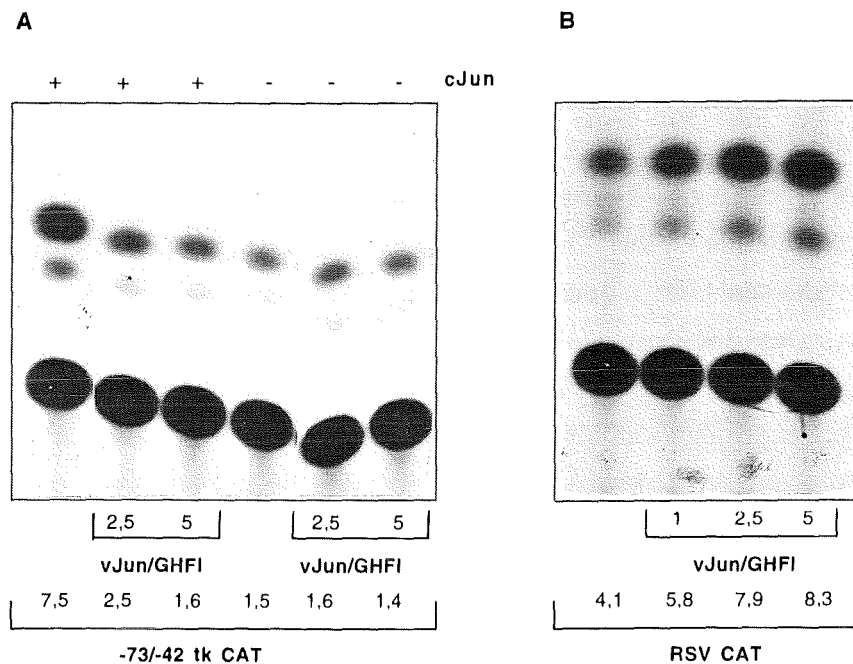 A
B
+ + + - - - cJun
2,5 5 2,5 5
vJun/GHFI vJun/GHFI
7,5 2,5 1,6 1,5 1,6 1,4
-73/-42 tk CAT
1 2,5 5
vJun/GHFI
4,1 5,8 7,9 8,3
RSV CAT